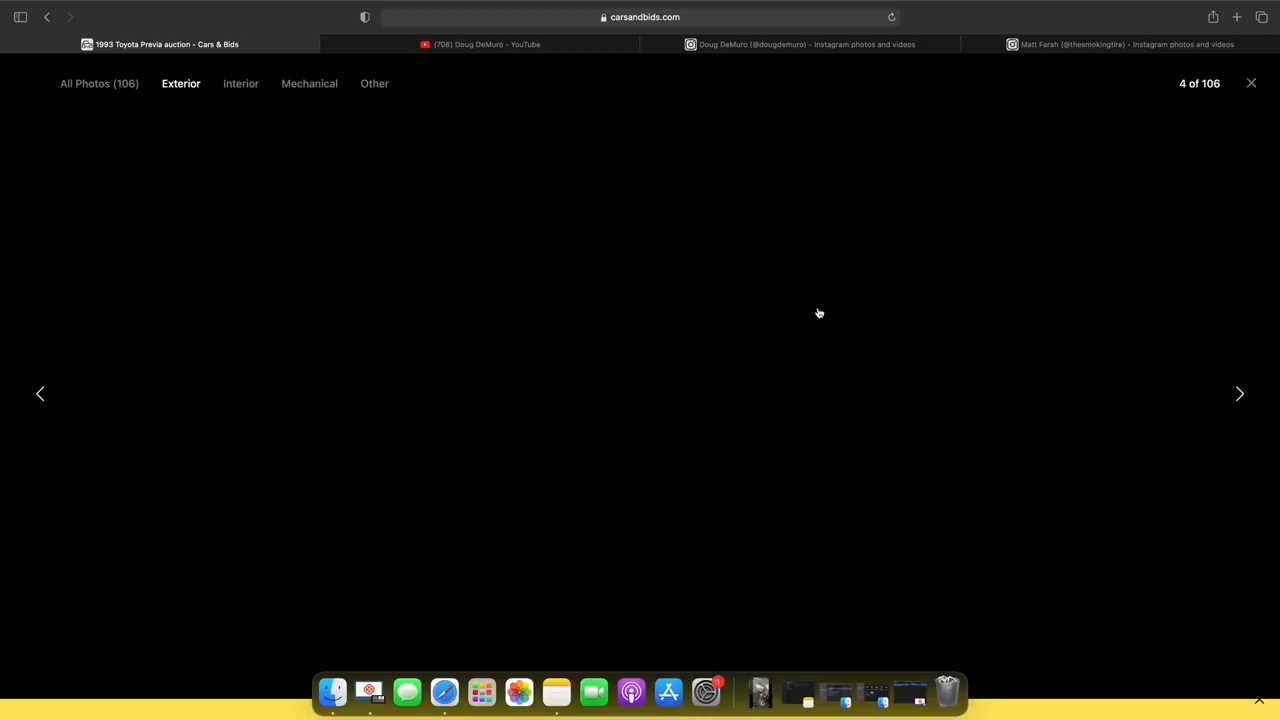 carsandbids.com
1993 Toyota Previa auction - Cars & Bids
(708) Doug DeMuro - YouTube
Doug DeMuro (@dougdemuro) • Instagram photos and videos
Matt Farah (@thesmokingtire) • Instagram photos and videos
All Photos (106) Exterior Interior Mechanical Other 4 of 106
1